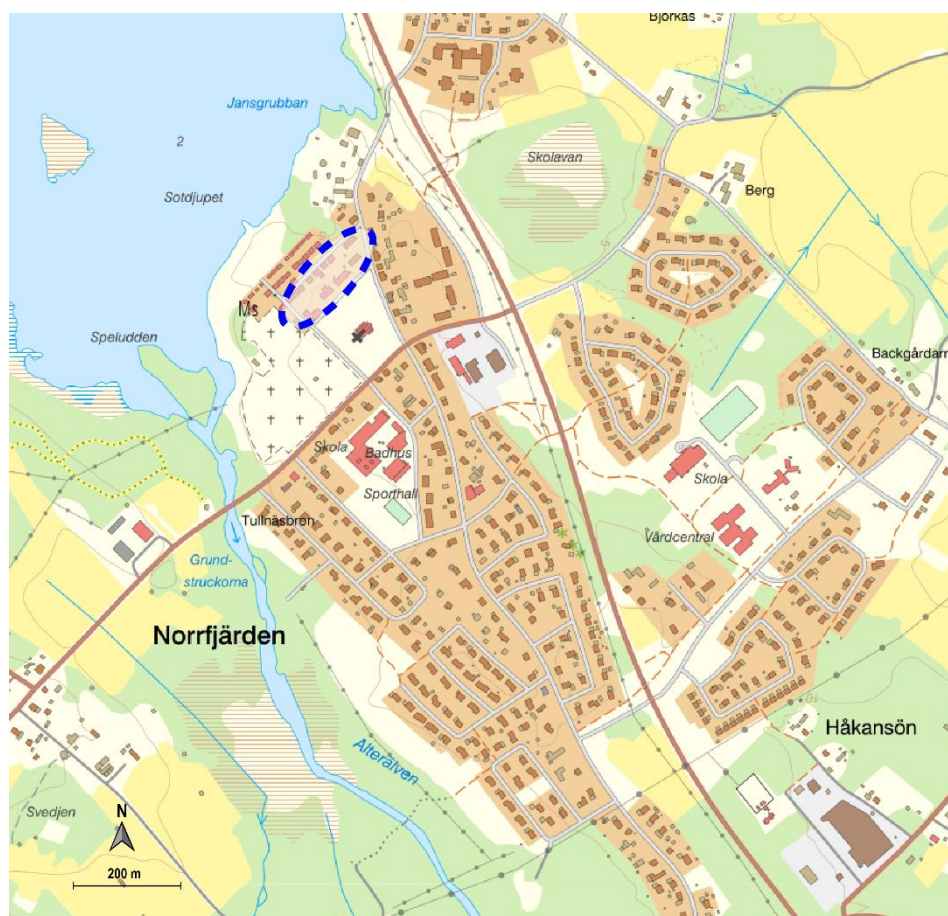 Björkås
Jansgrubban
2
Skolavan
Sotdjupet
Berg
Ms
Speludden
Backgårdarn
Skola
Badhus
Skola
Sporthall
Tullnäsbron
Vårdcentral
Grund-
struckorna
Norrfjärden
Håkansön
Alterälven
Svedjen
N
200 m